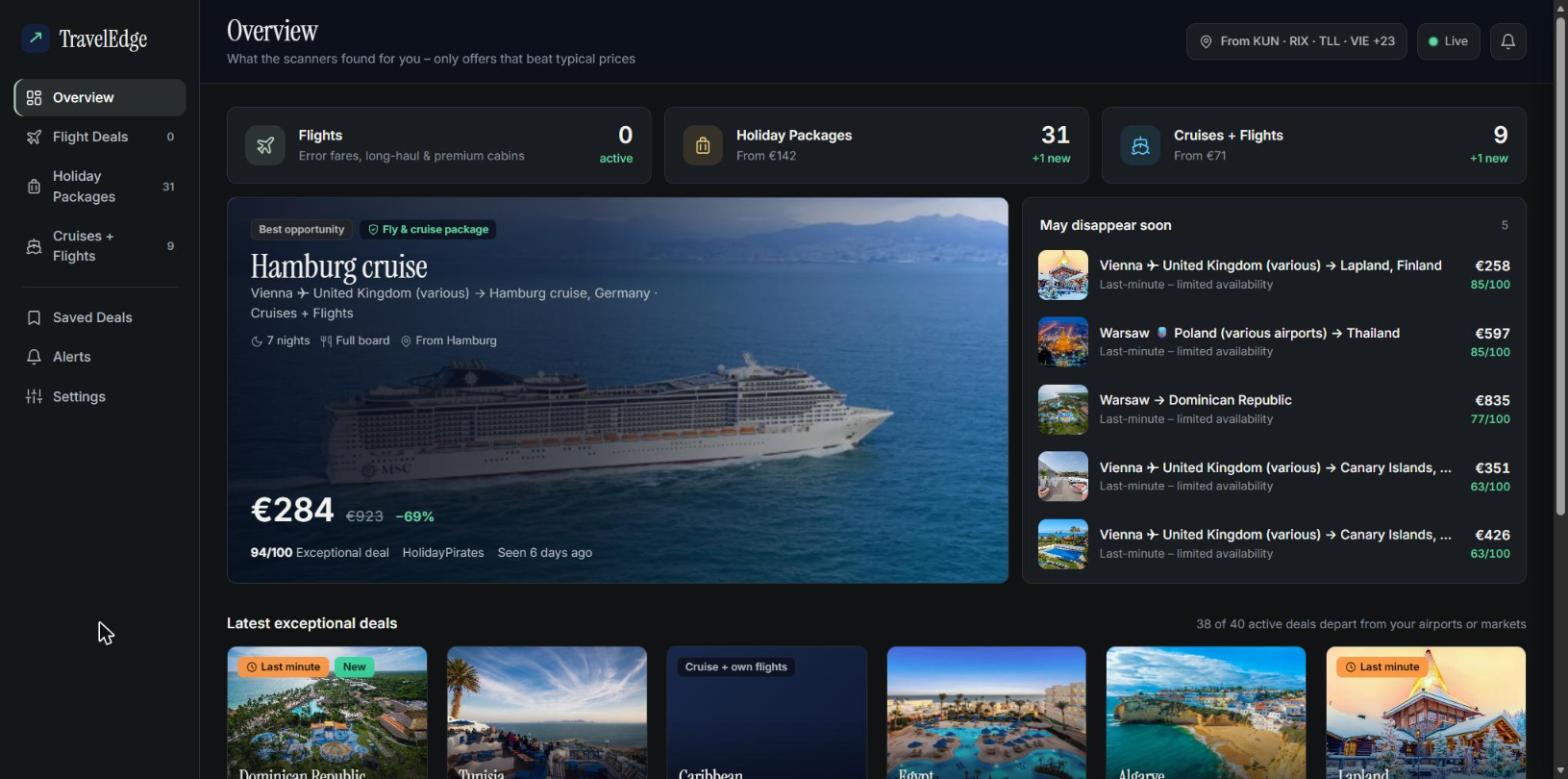 TravelEdge
Overview
Flight Deals 0
Holiday
Packages 31
Cruises +
Flights 9
Saved Deals
Alerts
Settings
Overview
What the scanners found for you – only offers that beat typical prices
From KUN · RIX · TLL · VIE +23
Live
Flights 0
Error fares, long-haul & premium cabins active
Holiday Packages 31
From €142 +1 new
Cruises + Flights 9
From €71 +1 new
Best opportunity Fly & cruise package
Hamburg cruise
Vienna ✈ United Kingdom (various) → Hamburg cruise, Germany ·
Cruises + Flights
7 nights Full board From Hamburg
MSC
€284 €923 −69%
94/100 Exceptional deal HolidayPirates Seen 6 days ago
May disappear soon 5
Vienna ✈ United Kingdom (various) → Lapland, Finland €258
Last-minute – limited availability 85/100
Warsaw Poland (various airports) → Thailand €597
Last-minute – limited availability 85/100
Warsaw → Dominican Republic €835
Last-minute – limited availability 77/100
Vienna ✈ United Kingdom (various) → Canary Islands, ... €351
Last-minute – limited availability 63/100
Vienna ✈ United Kingdom (various) → Canary Islands, ... €426
Last-minute – limited availability 63/100
Latest exceptional deals
38 of 40 active deals depart from your airports or markets
Last minute New
Cruise + own flights
Last minute
Dominican Republic
Tunisia
Caribbean
Egypt
Algarve
Lapland